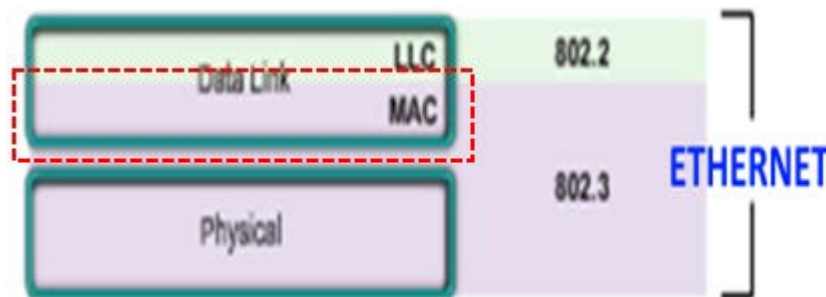 LLC 802.2
Data Link
MAC
802.3 ETHERNET
Physical